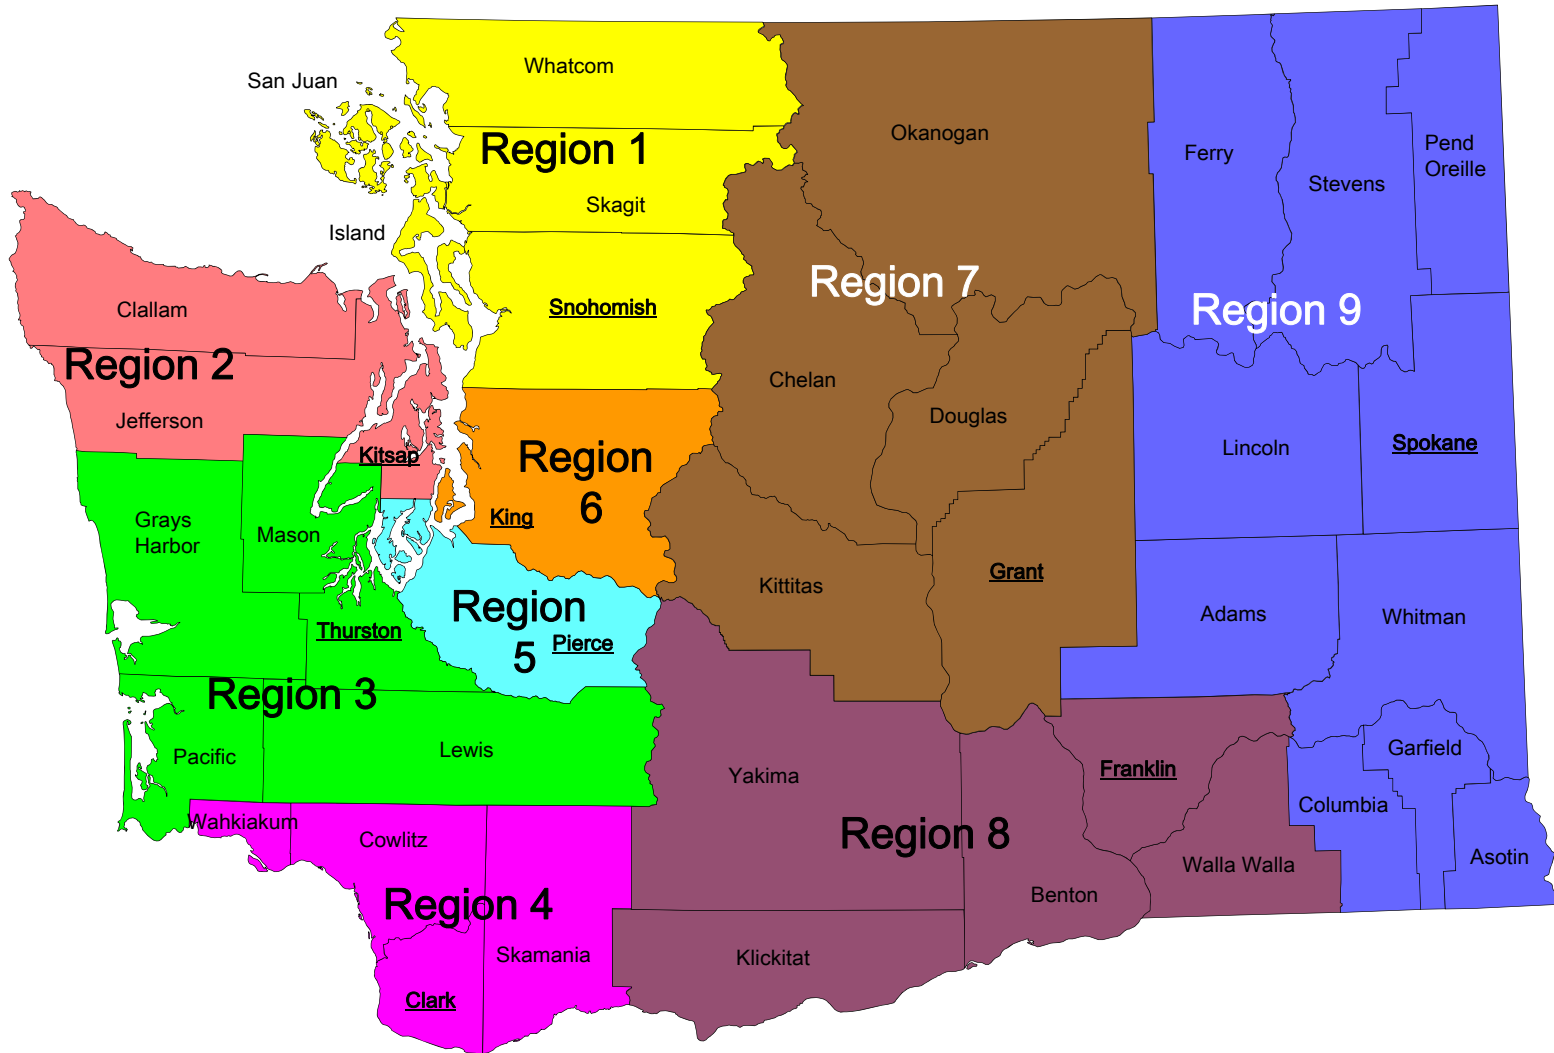 Whatcom
San Juan
Okanogan
Region 1
Pend
Oreille
Ferry
Stevens
Skagit
Island
Region 7
Snohomish
Region 9
Clallam
Region 2
Chelan
Douglas
Jefferson
Kitsap
Region
6
King
Lincoln
Spokane
Grays
Harbor
Mason
Grant
Kittitas
Region
5
Pierce
Adams
Whitman
Thurston
Region 3
Pacific
Lewis
Yakima
Franklin
Garfield
Columbia
Wahkiakum
Cowlitz
Region 8
Walla Walla
Asotin
Region 4
Benton
Skamania
Klickitat
Clark